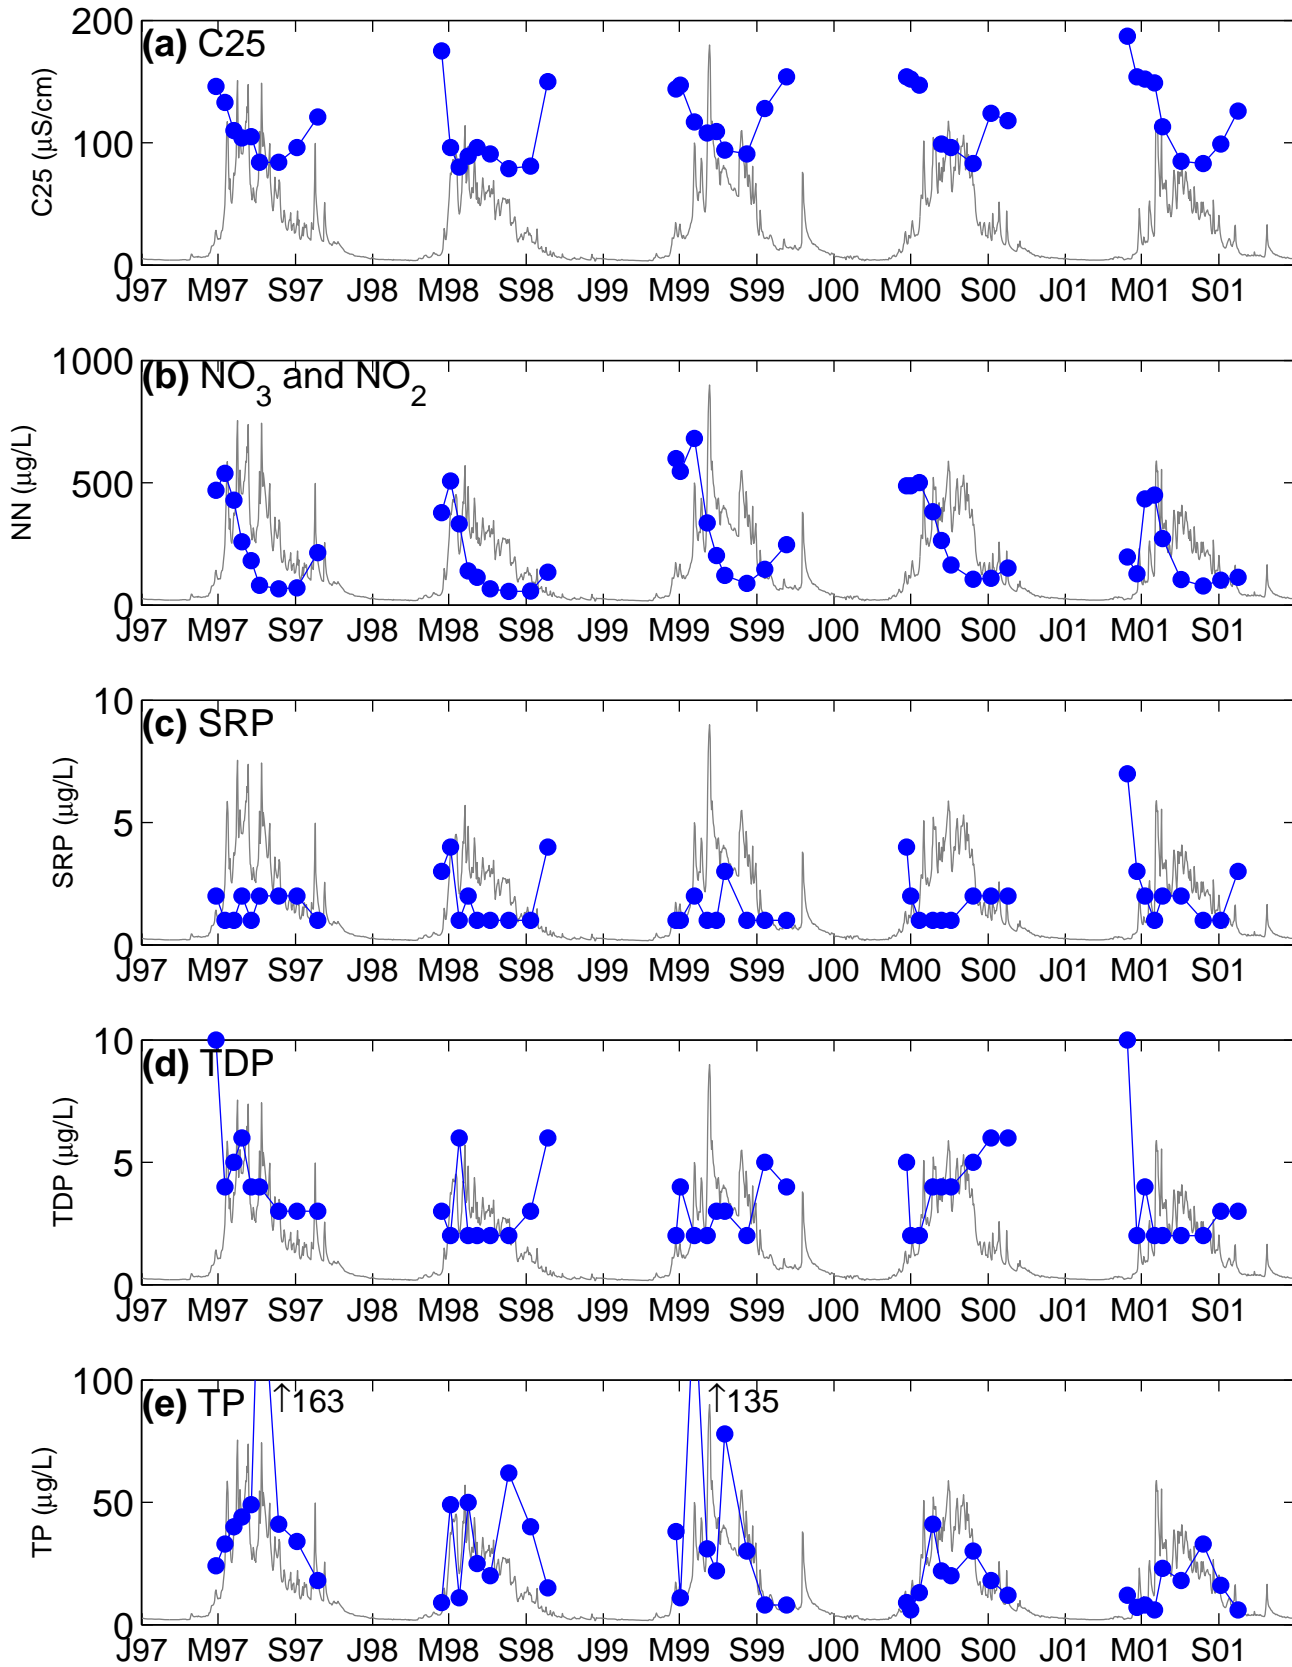 (a) C25
C25 (µS/cm)
200
100
0
J97 M97 S97 J98 M98 S98 J99 M99 S99 J00 M00 S00 J01 M01 S01
(b) NO3 and NO2
NN (µg/L)
1000
500
0
J97 M97 S97 J98 M98 S98 J99 M99 S99 J00 M00 S00 J01 M01 S01
(c) SRP
SRP (µg/L)
10
5
0
J97 M97 S97 J98 M98 S98 J99 M99 S99 J00 M00 S00 J01 M01 S01
(d) TDP
TDP (µg/L)
10
5
0
J97 M97 S97 J98 M98 S98 J99 M99 S99 J00 M00 S00 J01 M01 S01
(e) TP ↑163 ↑135
TP (µg/L)
100
50
0
J97 M97 S97 J98 M98 S98 J99 M99 S99 J00 M00 S00 J01 M01 S01